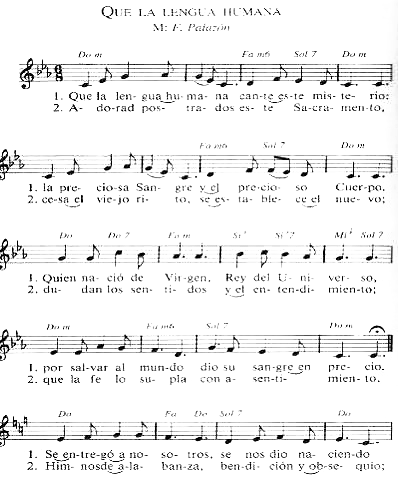 QUE LA LENGUA HUMANA
M: F. Palazón
Do m Fa m6 Sol 7 Do m
1. Que la len-gua hu-ma-na can-te es-te mis-te-rio:
2. A-do-rad pos-tra-dos es-te Sa-cra-men-to,
Fa m6 Sol 7 Do m
1. la pre-cio-sa San-gre y el pre-cio-so Cuer-po.
2. ce-sa el vie-jo ri-to, se es-ta-ble-ce el nue-vo;
Do Do 7 Fa m Si♭ Si♭ 7 Mi♭ Sol 7
1. Quien na-ció de Vir-gen, Rey del U-ni-ver-so,
2. du-dan los sen-ti-dos y el en-ten-di-mien-to;
Do m Fa m6 Sol 7 Do m Do m
1. por sal-var al mun-do dio su san-gre en pre-cio.
2. que la fe lo su-pla con a-sen-ti-mien-to.
Do Fa Do Sol 7 Do
1. Se en-tre-gó a no-so-tros, se nos dio na-cien-do
2. Him-nos de a-la-ban-za, ben-di-ción y ob-se-quio;